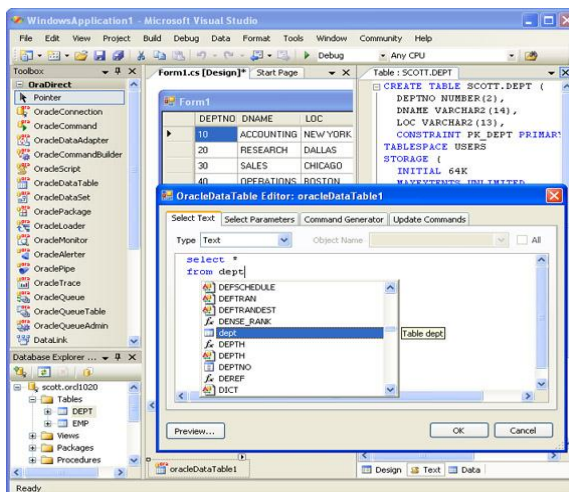 WindowsApplication1 - Microsoft Visual Studio
File Edit View Project Build Debug Data Format Tools Window Community Help
Debug Any CPU
Toolbox
OraDirect
Pointer
OracleConnection
OracleCommand
OracleDataAdapter
OracleCommandBuilder
OracleScript
OracleDataTable
OracleDataSet
OraclePackage
OracleLoader
OracleMonitor
OracleAlerter
OraclePipe
OracleTrace
OracleQueue
OracleQueueTable
OracleQueueAdmin
DataLink
Database Explorer ...
scott.orcl1020
Tables
DEPT
EMP
Views
Packages
Procedures
Form1.cs [Design]* Start Page
Form1
DEPTNO DNAME LOC
10 ACCOUNTING NEW YORK
20 RESEARCH DALLAS
30 SALES CHICAGO
40 OPERATIONS BOSTON
Table : SCOTT.DEPT
CREATE TABLE SCOTT.DEPT (
DEPTNO NUMBER(2),
DNAME VARCHAR2(14),
LOC VARCHAR2(13),
CONSTRAINT PK_DEPT PRIMARY
TABLESPACE USERS
STORAGE (
INITIAL 64K
MAXEXTENTS UNLIMITED
OracleDataTable Editor: oracleDataTable1
Select Text Select Parameters Command Generator Update Commands
Type Text Object Name All
select *
from dept
DEFSCHEDULE
DEFTRAN
DEFTRANDEST
DENSE_RANK
dept
Table dept
DEPTH
DEPTH
DEPTNO
DEREF
DICT
Preview... OK Cancel
oracleDataTable1
Design Text Data
Ready